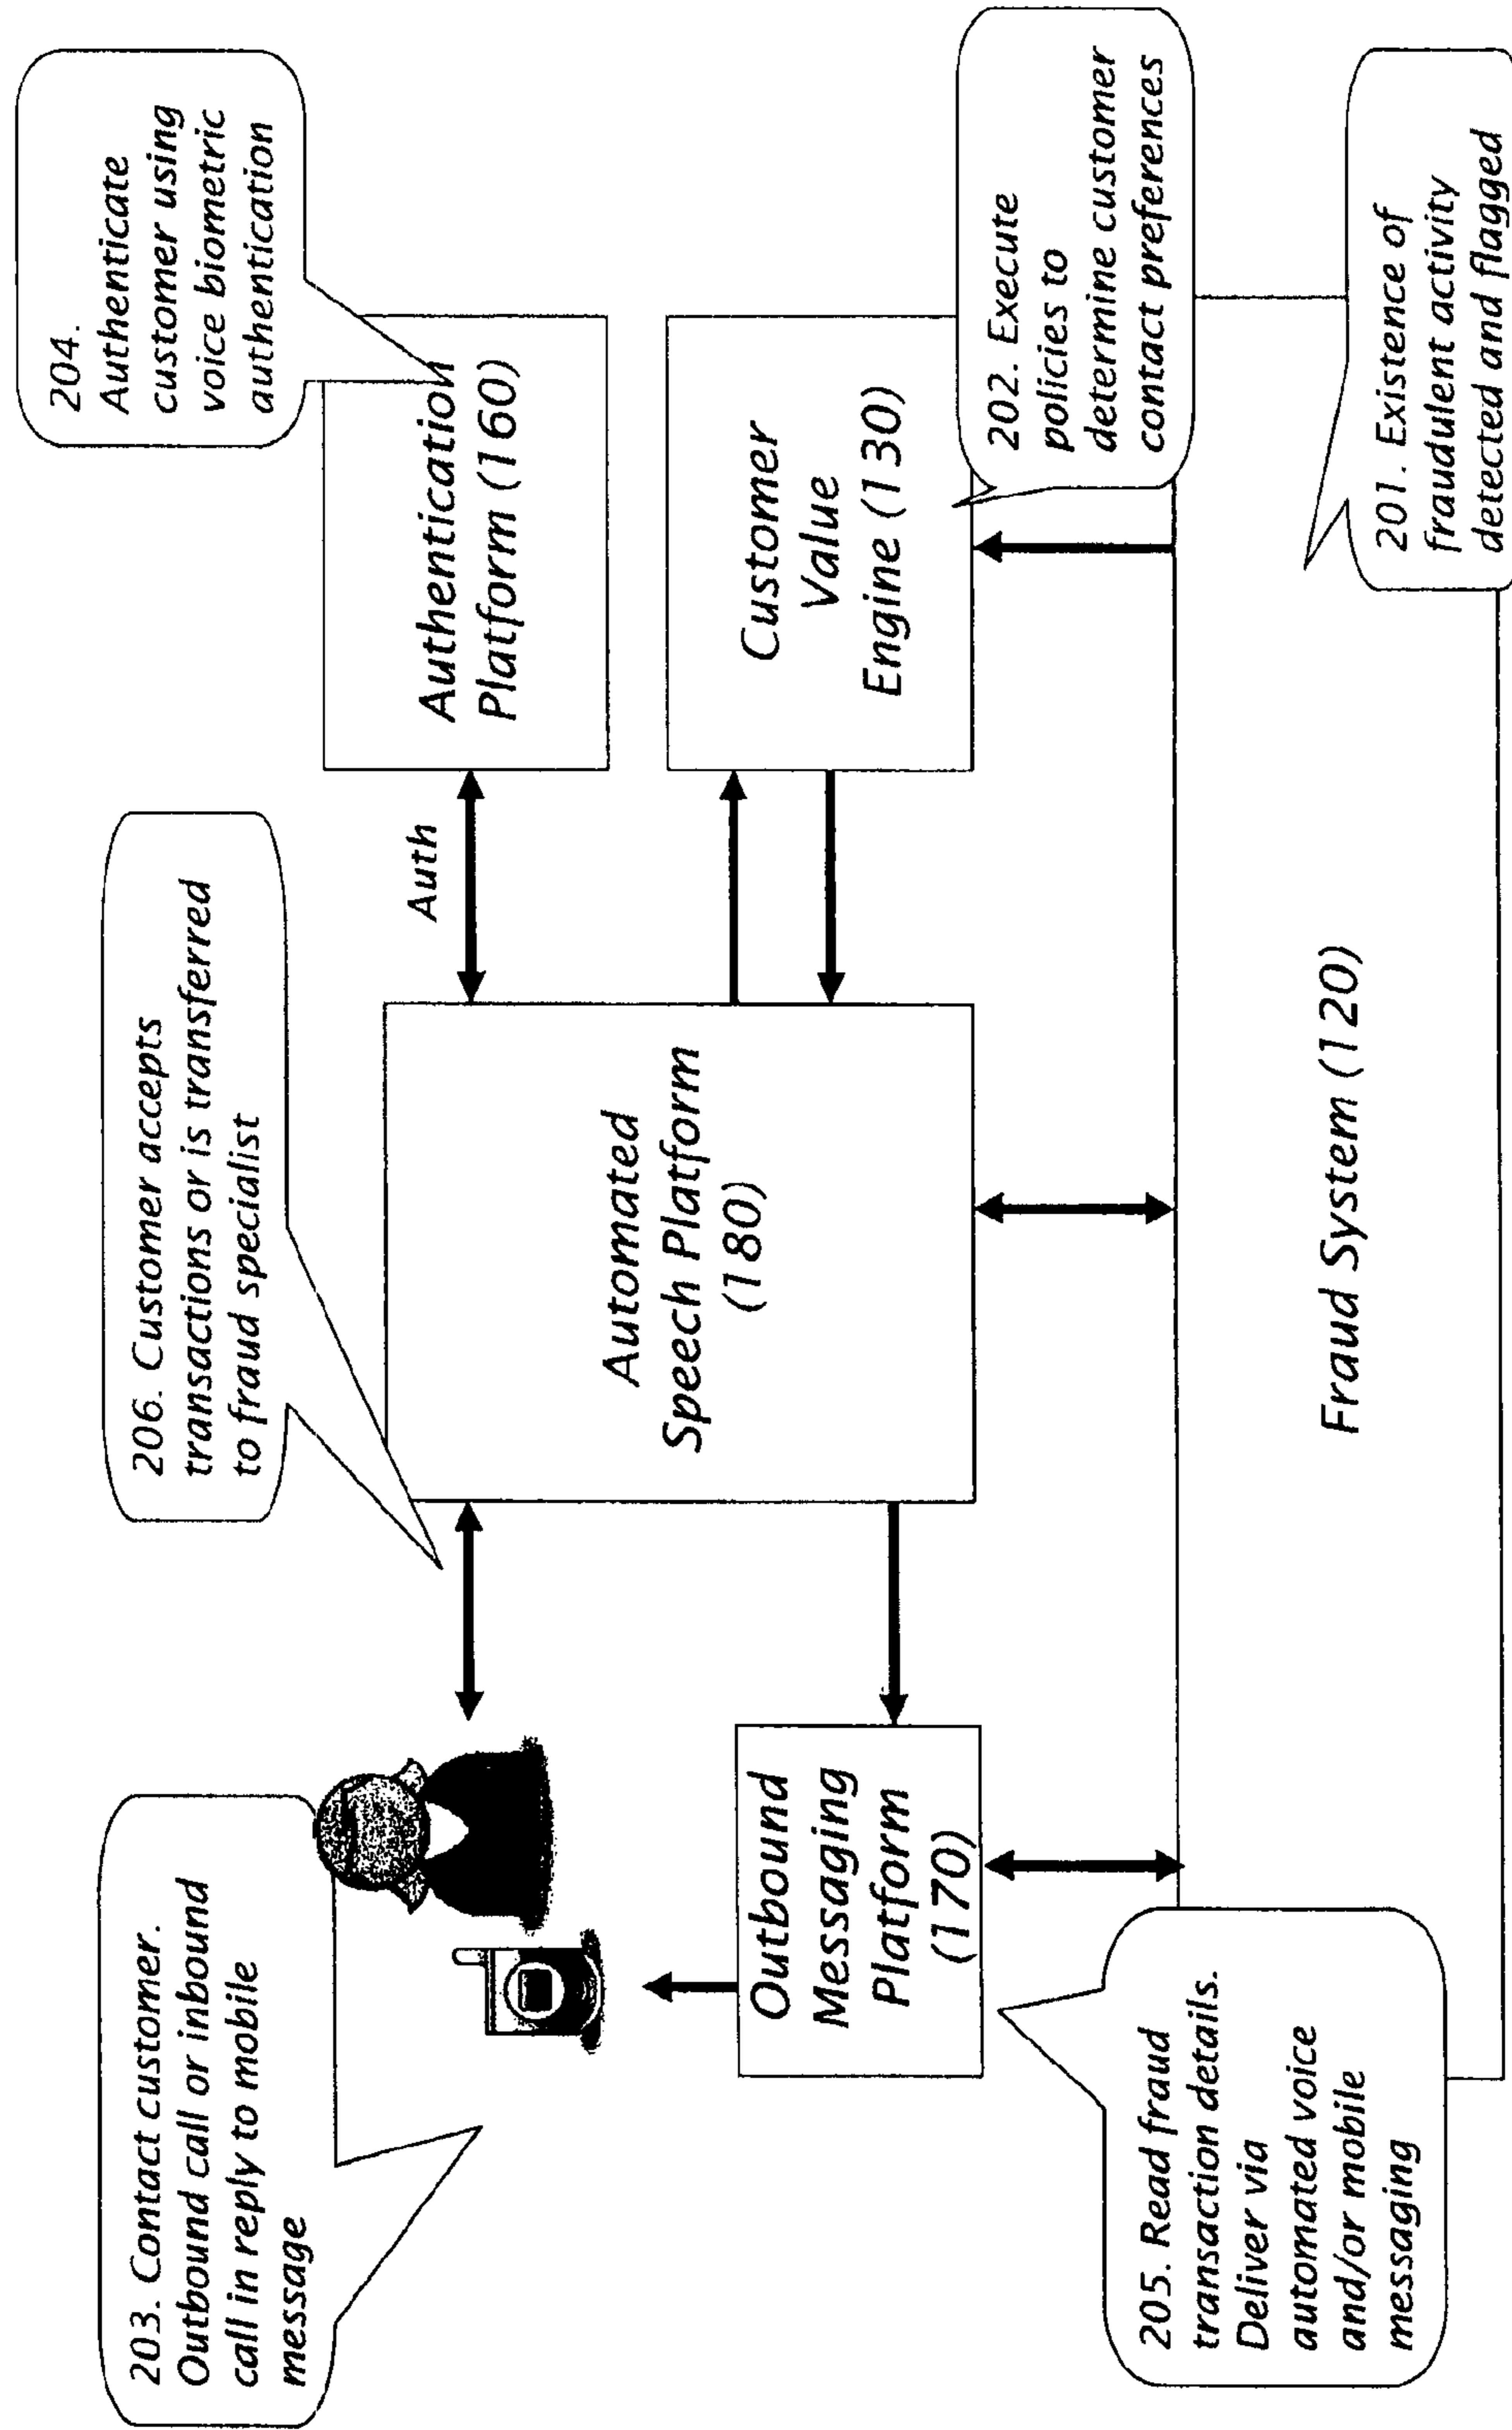 203. Contact customer.
Outbound call or inbound
call in reply to mobile
message
206. Customer accepts
transactions or is transferred
to fraud specialist
204.
Authenticate
customer using
voice biometric
authentication
Auth
Authentication
Platform (160)
Automated
Speech Platform
(180)
Customer
Value
Engine (130)
Outbound
Messaging
Platform
(170)
202. Execute
policies to
determine customer
contact preferences
205. Read fraud
transaction details.
Deliver via
automated voice
and/or mobile
messaging
Fraud System (120)
201. Existence of
fraudulent activity
detected and flagged